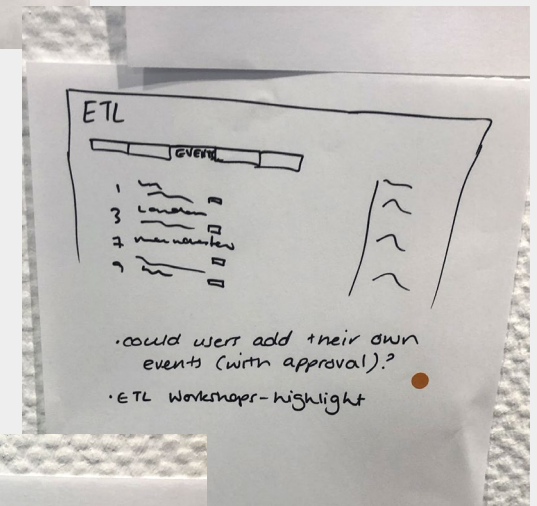 ETL
EVENTS
1
3 London
7 Manchester
9
•could users add their own
events (with approval)?
•ETL Workshops-highlight